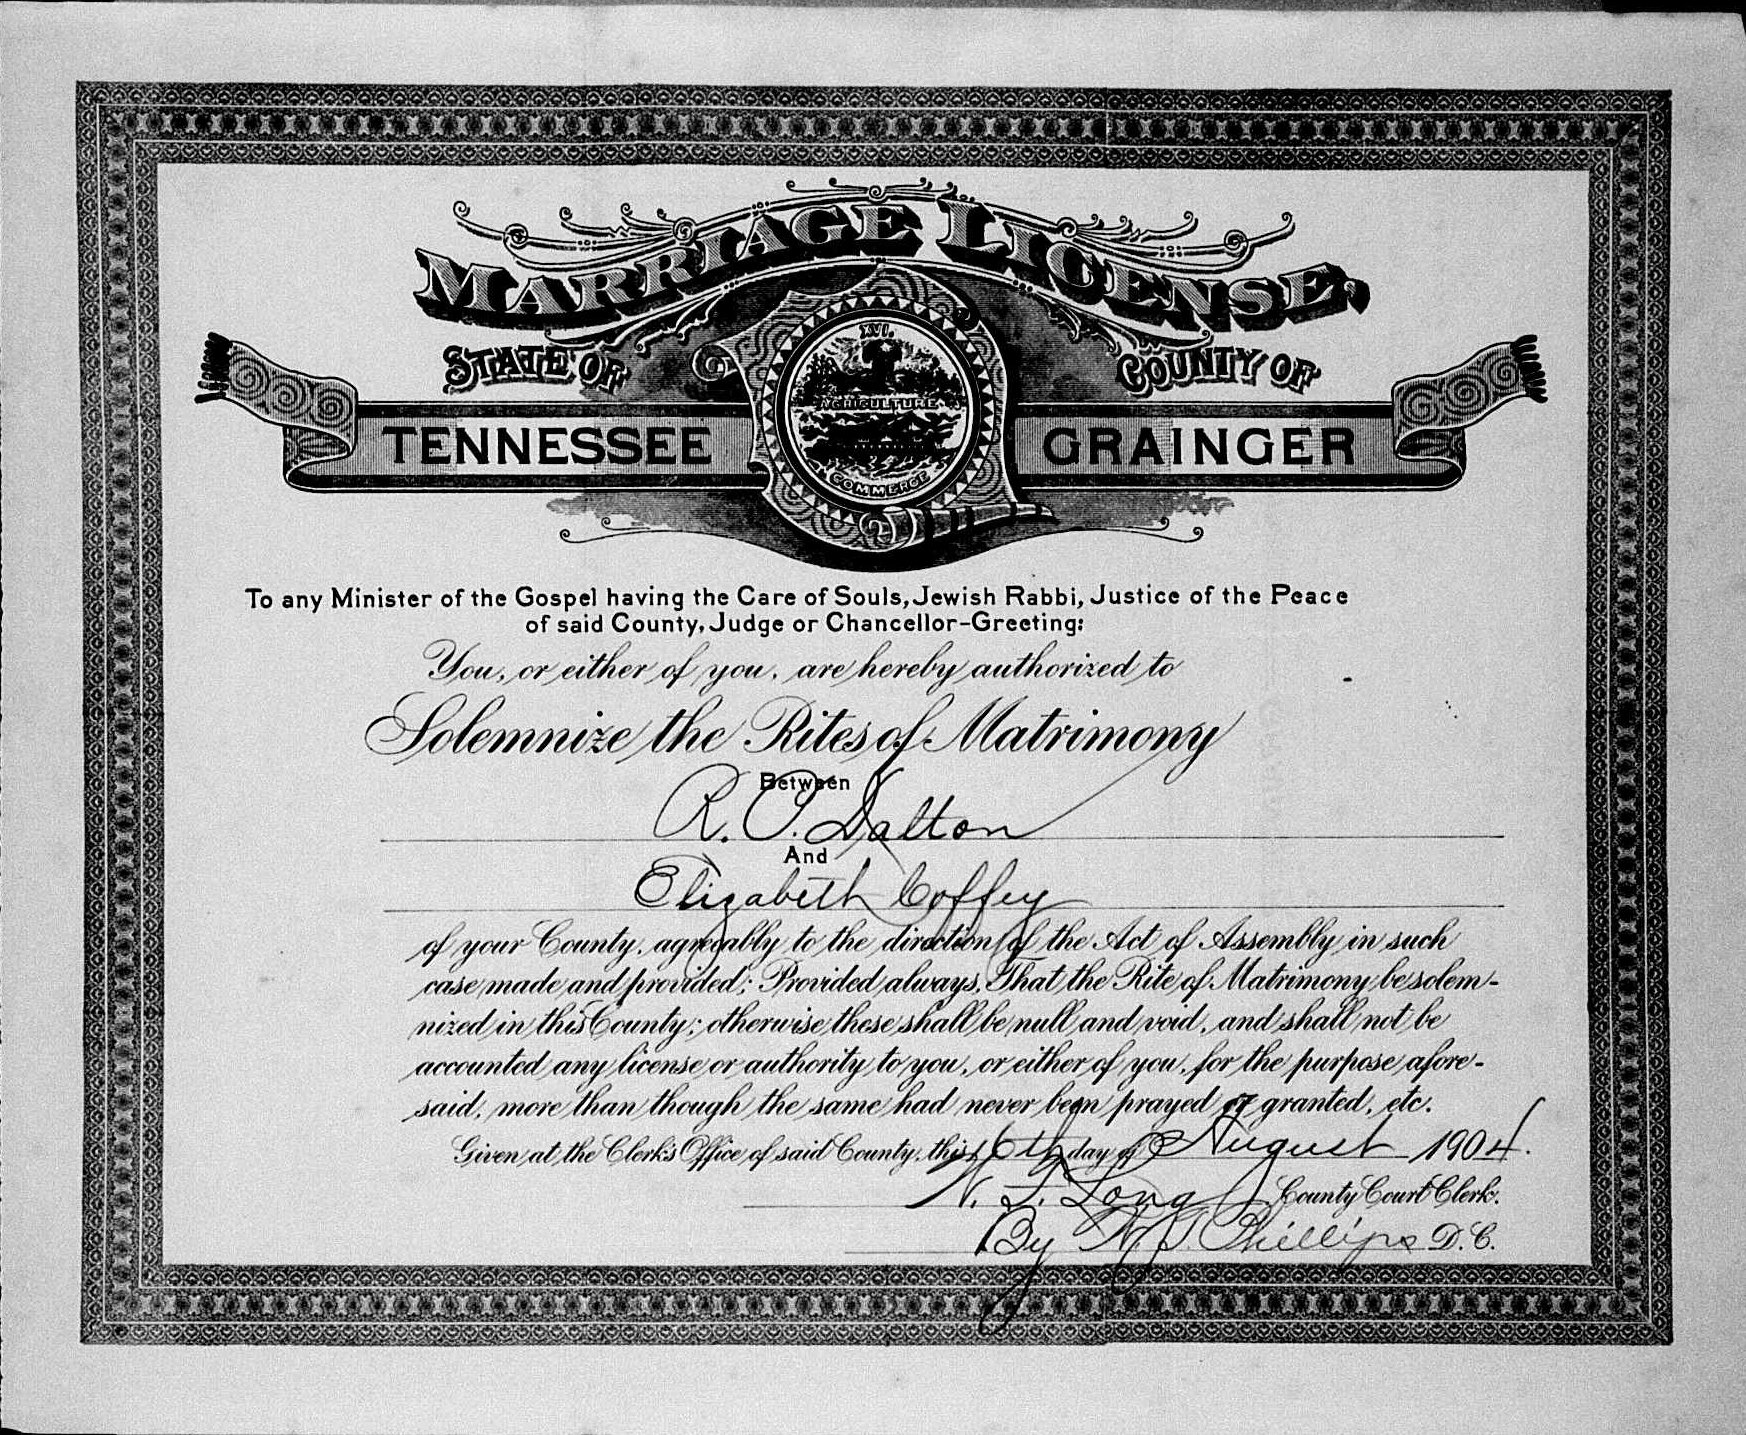 MARRIAGE LICENSE,
STATE OF
COUNTY OF
TENNESSEE
GRAINGER
XVI.
AGRICULTURE
COMMERCE
To any Minister of the Gospel having the Care of Souls, Jewish Rabbi, Justice of the Peace
of said County, Judge or Chancellor-Greeting:
You, or either of you, are hereby authorized to
Solemnize the Rites of Matrimony
Between
R. O. Dalton
And
Elizabeth Coffey
of your County, agreeably to the direction of the Act of Assembly in such
case made and provided; Provided always, That the Rite of Matrimony be solem-
nized in this County; otherwise these shall be null and void, and shall not be
accounted any license or authority to you, or either of you, for the purpose afore-
said, more than though the same had never been prayed or granted, etc.
Given at the Clerk's Office of said County, this 6th day of August 1904.
Long County Court Clerk.
By Phillips D.C.